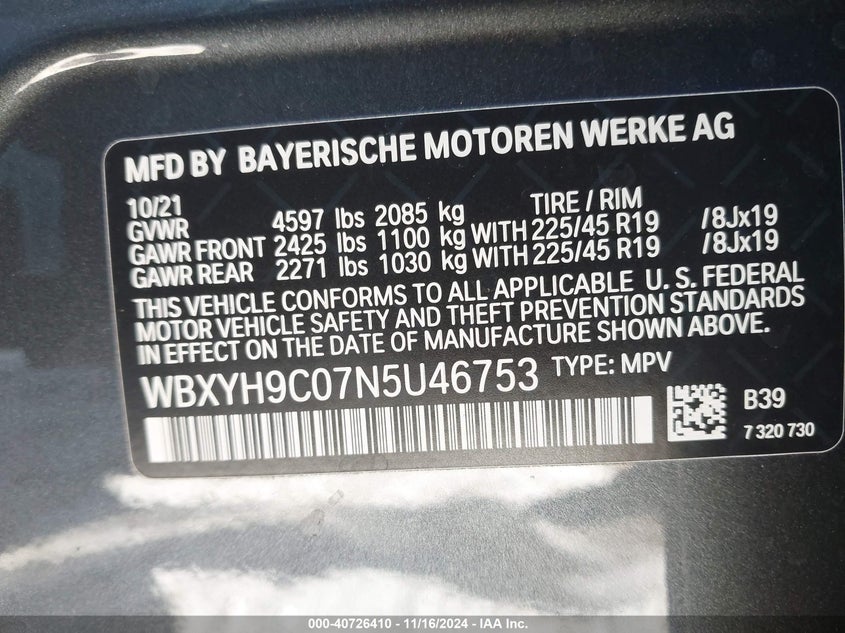 MFD BY BAYERISCHE MOTOREN WERKE AG
10/21 TIRE / RIM
GVWR 4597 lbs 2085 kg
GAWR FRONT 2425 lbs 1100 kg WITH 225/45 R19 /8Jx19
GAWR REAR 2271 lbs 1030 kg WITH 225/45 R19 /8Jx19
THIS VEHICLE CONFORMS TO ALL APPLICABLE U. S. FEDERAL
MOTOR VEHICLE SAFETY AND THEFT PREVENTION STANDARDS
IN EFFECT ON THE DATE OF MANUFACTURE SHOWN ABOVE.
WBXYH9C07N5U46753 TYPE: MPV
B39
7 320 730
000-40726410 - 11/16/2024 - IAA Inc.